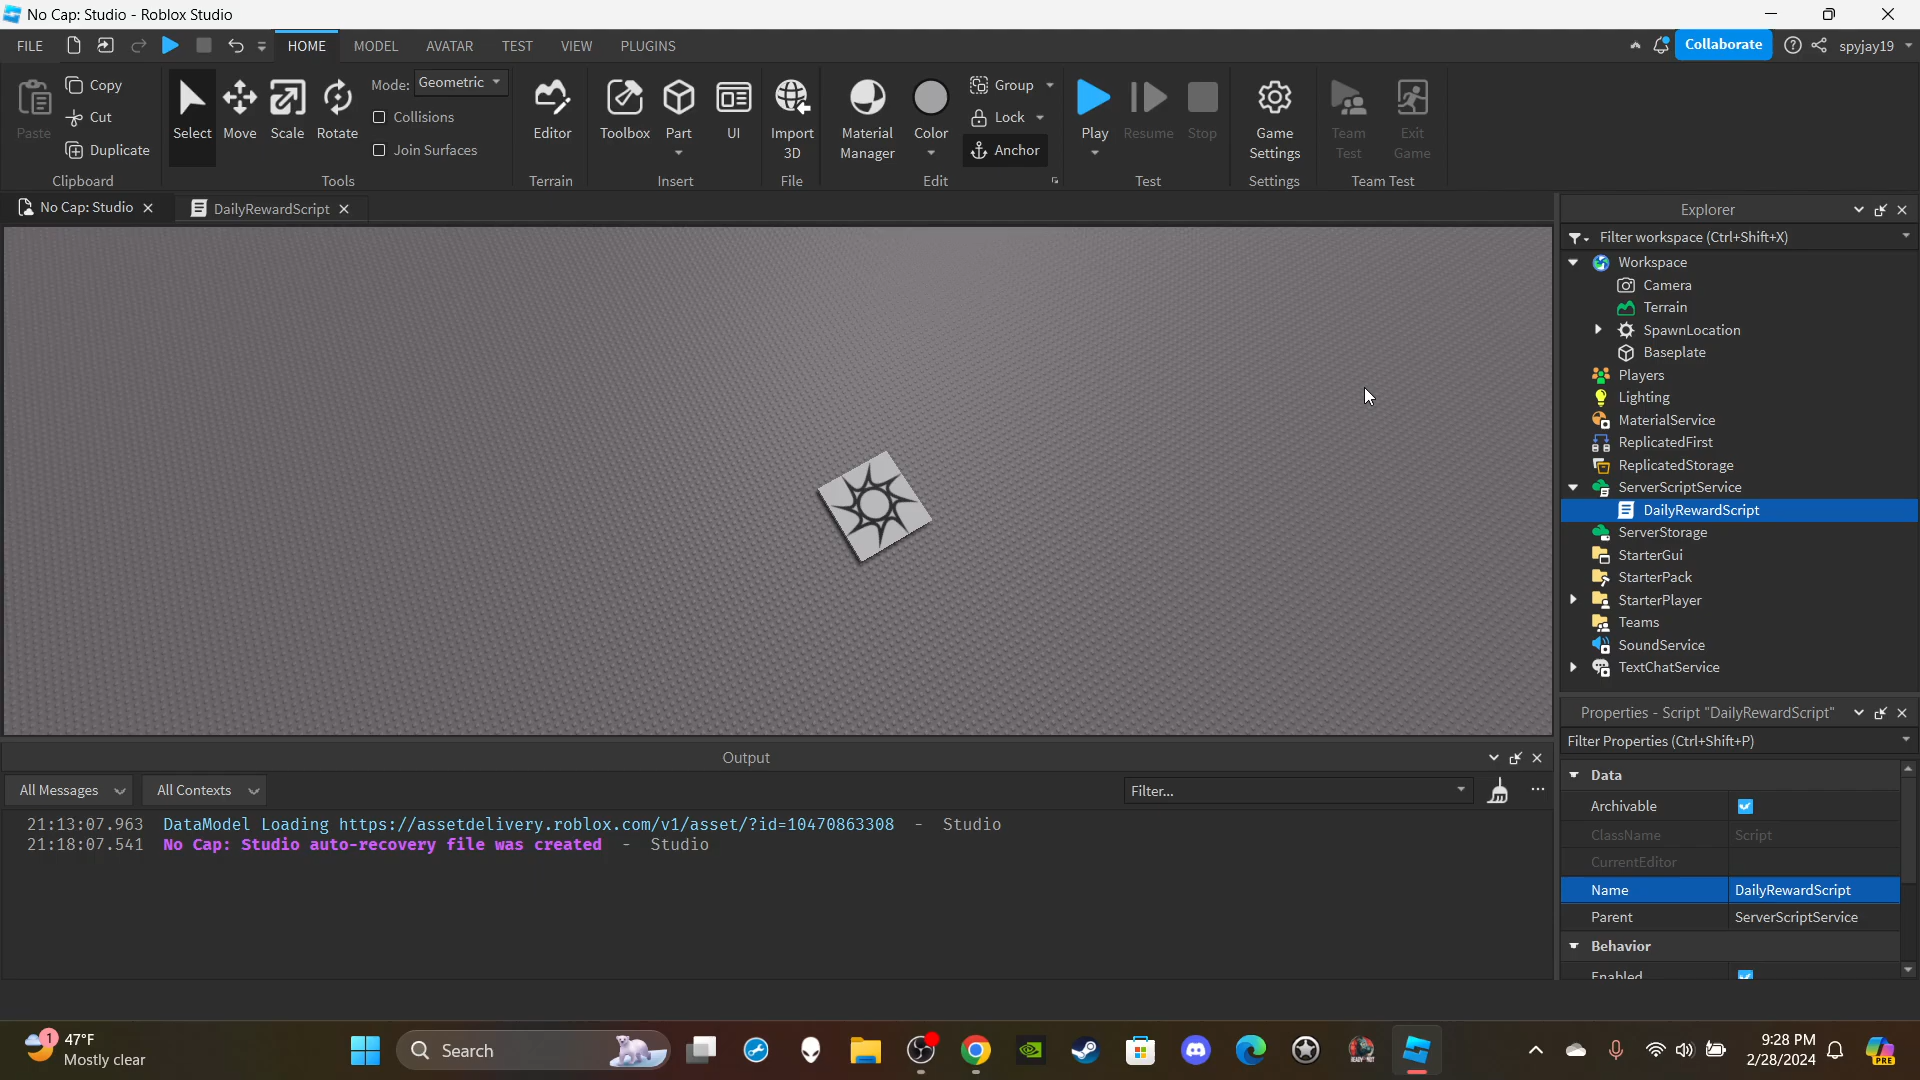 No Cap: Studio - Roblox Studio
FILE HOME MODEL AVATAR TEST VIEW PLUGINS Collaborate spyjay19
Paste Copy Cut Duplicate Clipboard
Select Move Scale Rotate Mode: Geometric Collisions Join Surfaces Tools
Editor Terrain
Toolbox Part UI Insert
Import 3D File
Material Manager Color Group Lock Anchor Edit
Play Resume Stop Test
Game Settings Settings
Team Test Exit Game Team Test
No Cap: Studio DailyRewardScript
Explorer
Filter workspace (Ctrl+Shift+X)
Workspace
Camera
Terrain
SpawnLocation
Baseplate
Players
Lighting
MaterialService
ReplicatedFirst
ReplicatedStorage
ServerScriptService
DailyRewardScript
ServerStorage
StarterGui
StarterPack
StarterPlayer
Teams
SoundService
TextChatService
Properties - Script "DailyRewardScript"
Filter Properties (Ctrl+Shift+P)
Data
Archivable
ClassName Script
CurrentEditor
Name DailyRewardScript
Parent ServerScriptService
Behavior
Enabled
Output
All Messages All Contexts Filter...
21:13:07.963 DataModel Loading https://assetdelivery.roblox.com/v1/asset/?id=10470863308 - Studio
21:18:07.541 No Cap: Studio auto-recovery file was created - Studio
1 47°F
Mostly clear
Search
9:28 PM
2/28/2024
PRE